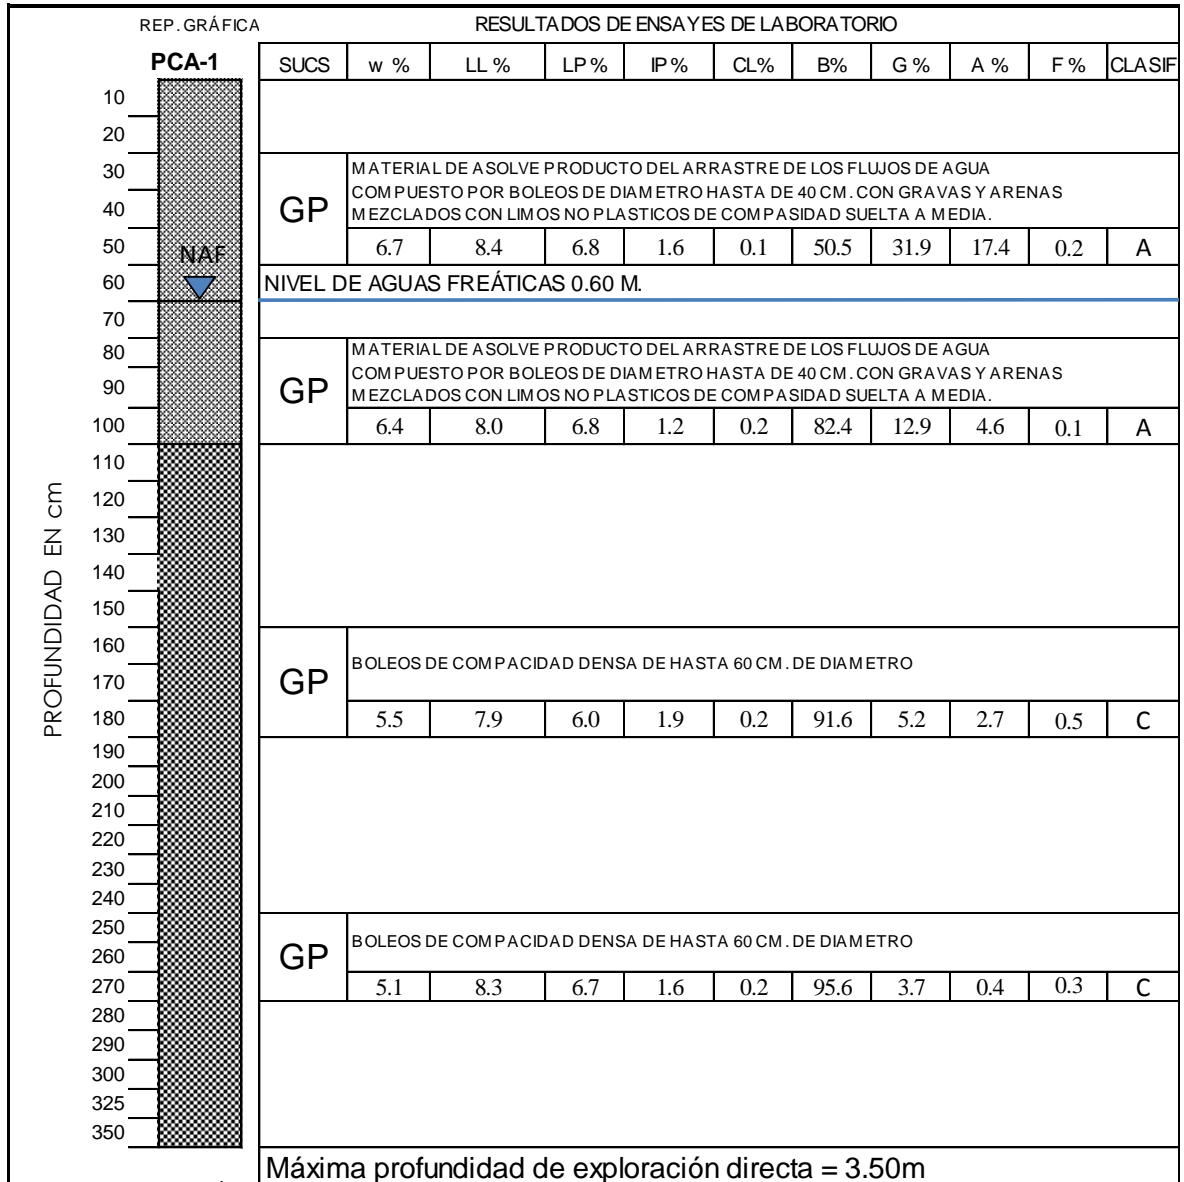 REP. GRÁFICA
RESULTADOS DE ENSAYES DE LABORATORIO
PCA-1
SUCS w % LL % LP % IP % CL% B% G % A % F % CLASIF
10
20
30
40
50
60
70
80
90
100
110
120
130
140
150
160
170
180
190
200
210
220
230
240
250
260
270
280
290
300
325
350
PROFUNDIDAD EN cm
NAF
GP
MATERIAL DE ASOLVE PRODUCTO DEL ARRASTRE DE LOS FLUJOS DE AGUA
COMPUESTO POR BOLEOS DE DIAMETRO HASTA DE 40 CM. CON GRAVAS Y ARENAS
MEZCLADOS CON LIMOS NO PLASTICOS DE COMPASIDAD SUELTA A MEDIA.
6.7 8.4 6.8 1.6 0.1 50.5 31.9 17.4 0.2 A
NIVEL DE AGUAS FREÁTICAS 0.60 M.
GP
MATERIAL DE ASOLVE PRODUCTO DEL ARRASTRE DE LOS FLUJOS DE AGUA
COMPUESTO POR BOLEOS DE DIAMETRO HASTA DE 40 CM. CON GRAVAS Y ARENAS
MEZCLADOS CON LIMOS NO PLASTICOS DE COMPASIDAD SUELTA A MEDIA.
6.4 8.0 6.8 1.2 0.2 82.4 12.9 4.6 0.1 A
GP
BOLEOS DE COMPACIDAD DENSA DE HASTA 60 CM. DE DIAMETRO
5.5 7.9 6.0 1.9 0.2 91.6 5.2 2.7 0.5 C
GP
BOLEOS DE COMPACIDAD DENSA DE HASTA 60 CM. DE DIAMETRO
5.1 8.3 6.7 1.6 0.2 95.6 3.7 0.4 0.3 C
Máxima profundidad de exploración directa = 3.50m